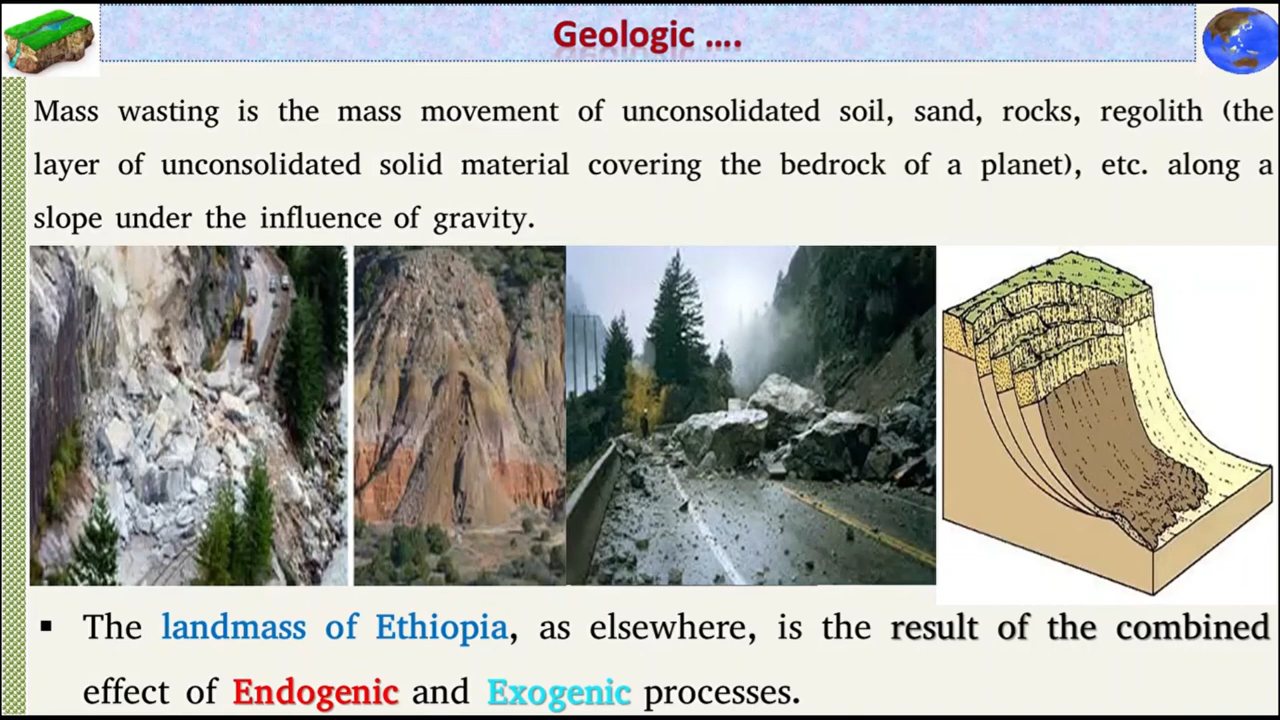 Geologic ....
Mass wasting is the mass movement of unconsolidated soil, sand, rocks, regolith (the
layer of unconsolidated solid material covering the bedrock of a planet), etc. along a
slope under the influence of gravity.
▪ The landmass of Ethiopia, as elsewhere, is the result of the combined
effect of Endogenic and Exogenic processes.